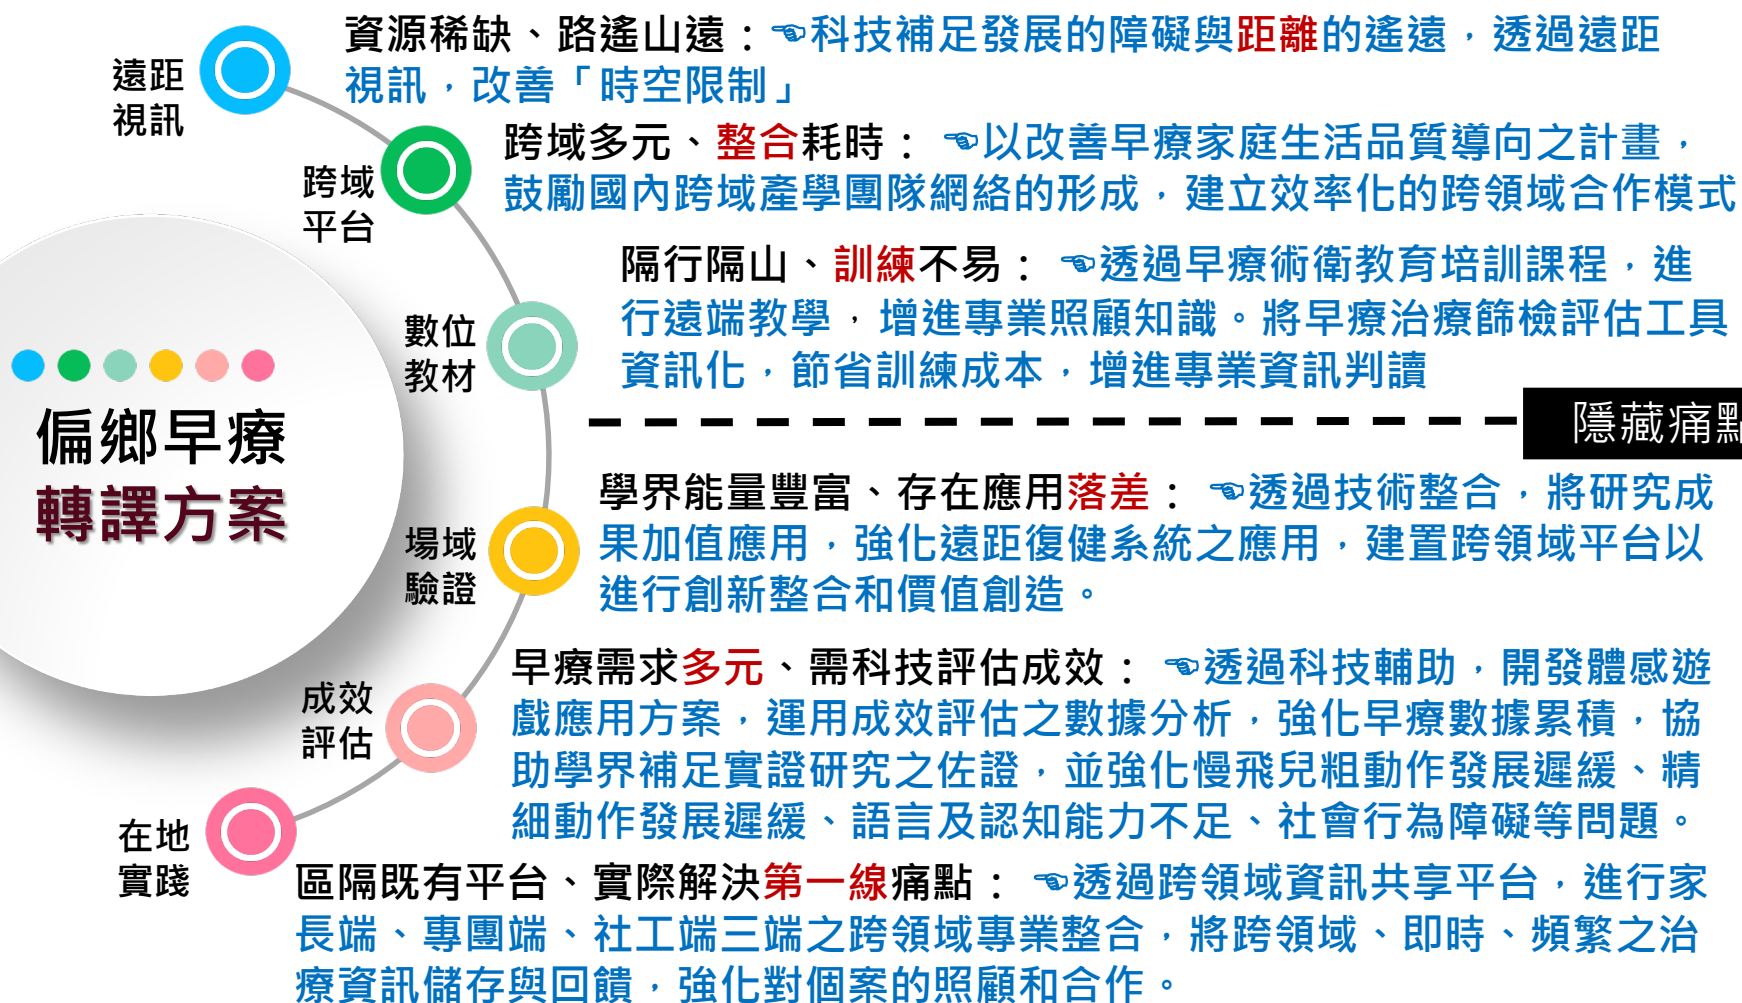 遠距
視訊
資源稀缺、路遙山遠：☜科技補足發展的障礙與距離的遙遠，透過遠距
視訊，改善「時空限制」
跨域
平台
跨域多元、整合耗時： ☜以改善早療家庭生活品質導向之計畫，
鼓勵國內跨域產學團隊網絡的形成，建立效率化的跨領域合作模式
數位
教材
隔行隔山、訓練不易： ☜透過早療術衛教育培訓課程，進
行遠端教學，增進專業照顧知識。將早療治療篩檢評估工具
資訊化，節省訓練成本，增進專業資訊判讀
偏鄉早療
轉譯方案
隱藏痛點
場域
驗證
學界能量豐富、存在應用落差： ☜透過技術整合，將研究成
果加值應用，強化遠距復健系統之應用，建置跨領域平台以
進行創新整合和價值創造。
成效
評估
早療需求多元、需科技評估成效： ☜透過科技輔助，開發體感遊
戲應用方案，運用成效評估之數據分析，強化早療數據累積，協
助學界補足實證研究之佐證，並強化慢飛兒粗動作發展遲緩、精
細動作發展遲緩、語言及認知能力不足、社會行為障礙等問題。
在地
實踐
區隔既有平台、實際解決第一線痛點： ☜透過跨領域資訊共享平台，進行家
長端、專團端、社工端三端之跨領域專業整合，將跨領域、即時、頻繁之治
療資訊儲存與回饋，強化對個案的照顧和合作。